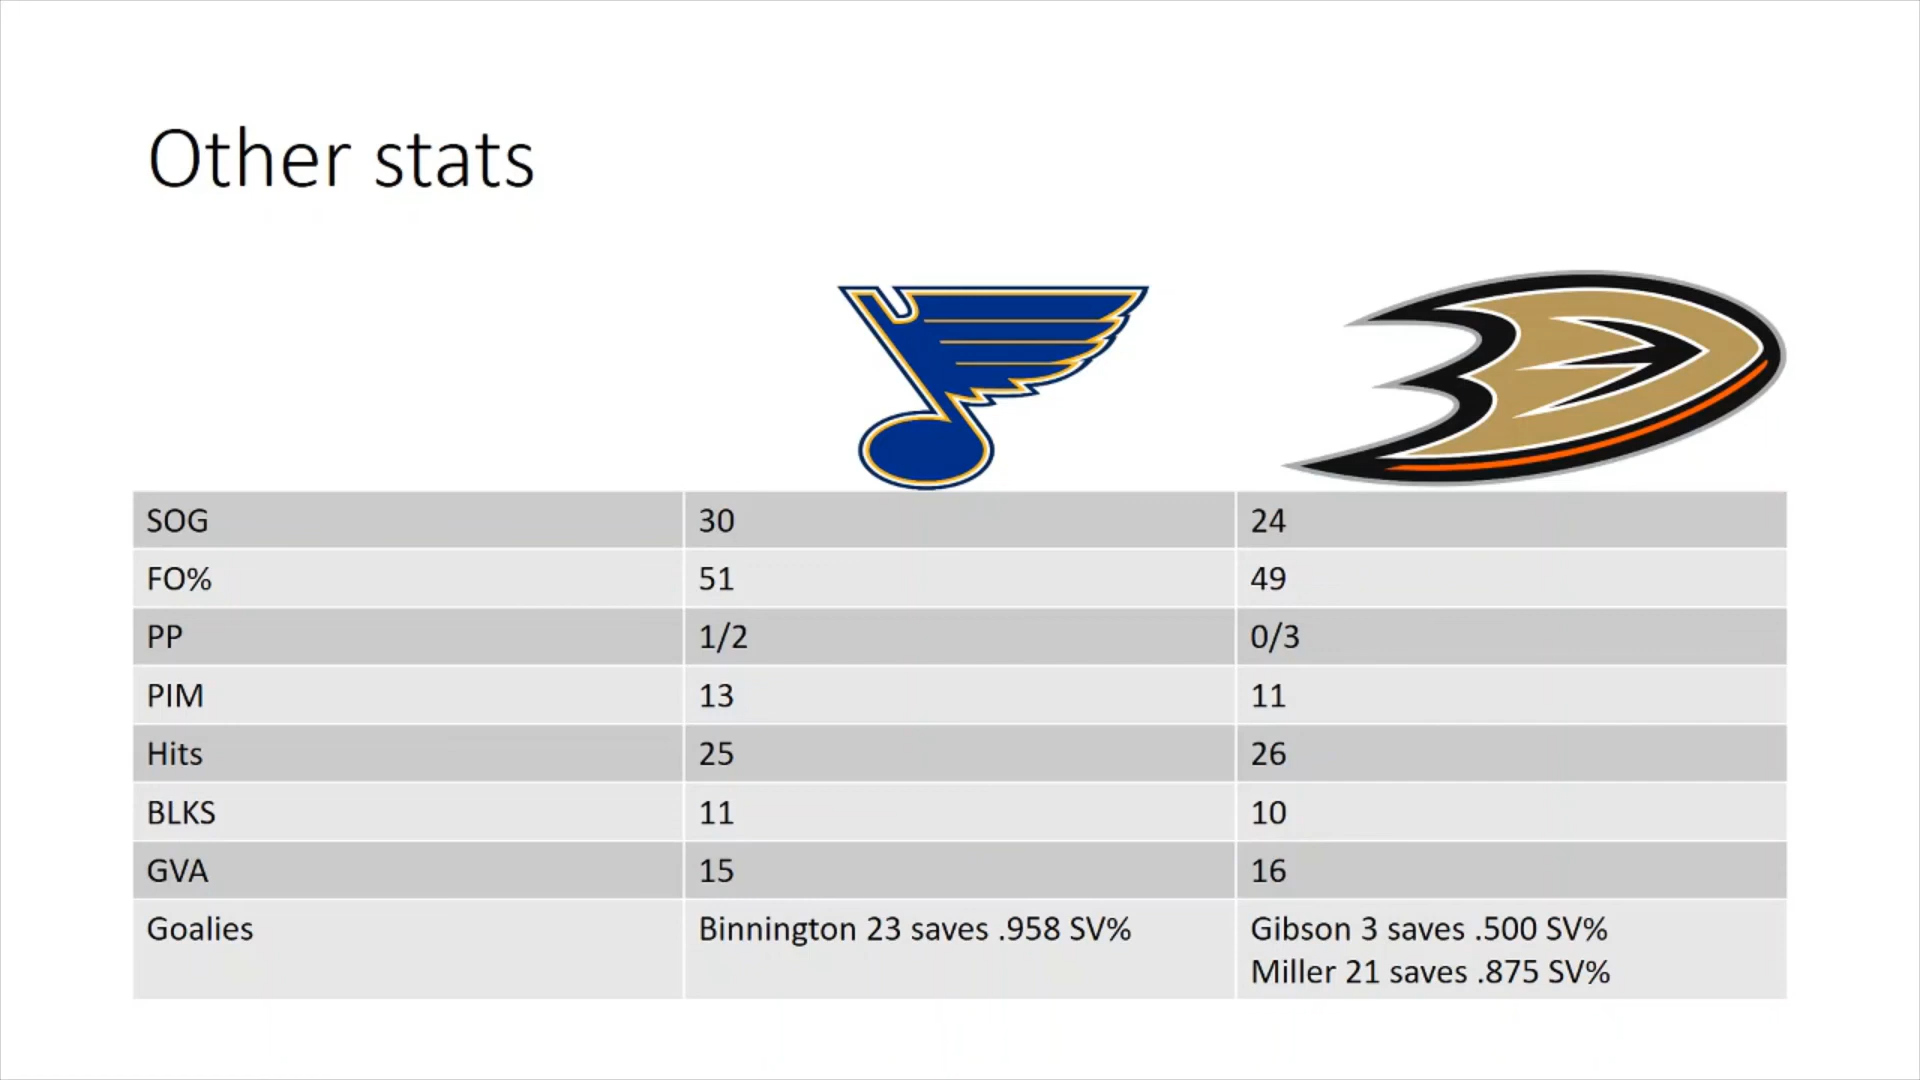 Other stats
SOG 30 24
FO% 51 49
PP 1/2 0/3
PIM 13 11
Hits 25 26
BLKS 11 10
GVA 15 16
Goalies Binnington 23 saves .958 SV% Gibson 3 saves .500 SV%
Miller 21 saves .875 SV%